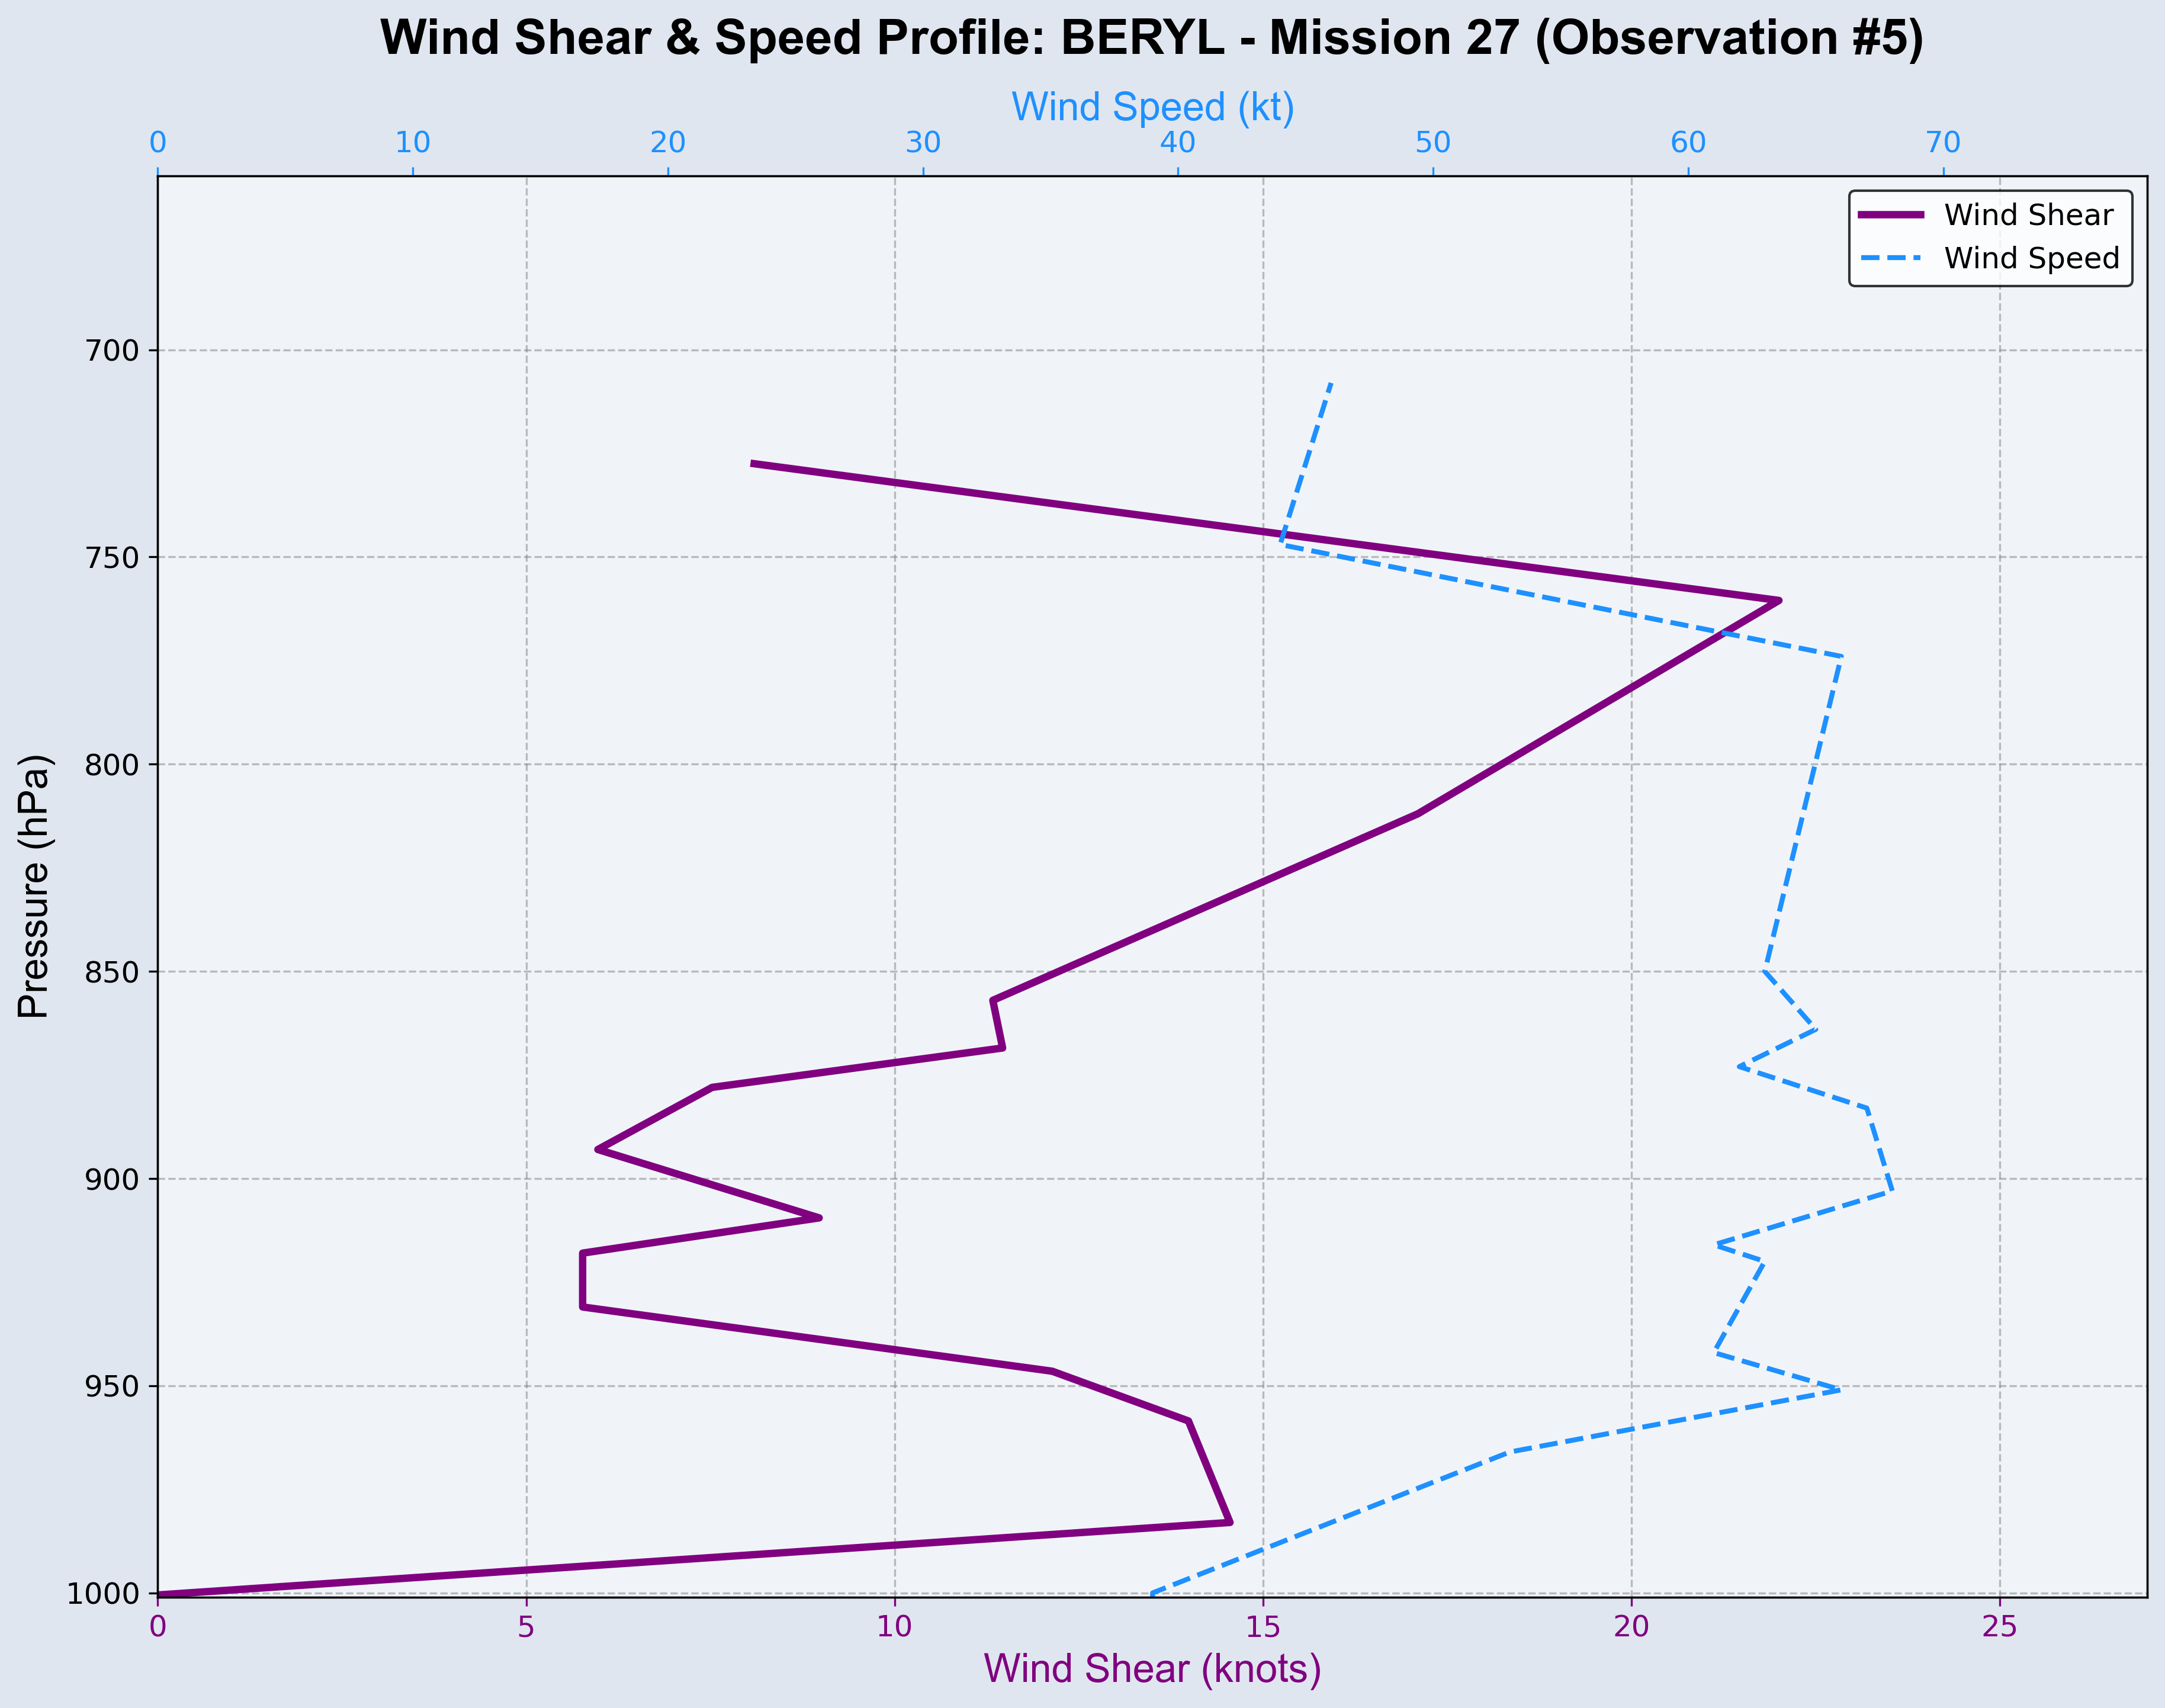 Wind Shear & Speed Profile: BERYL - Mission 27 (Observation #5)
Wind Speed (kt)
0 10 20 30 40 50 60 70
Wind Shear
Wind Speed
Pressure (hPa)
700
750
800
850
900
950
1000
0 5 10 15 20 25
Wind Shear (knots)